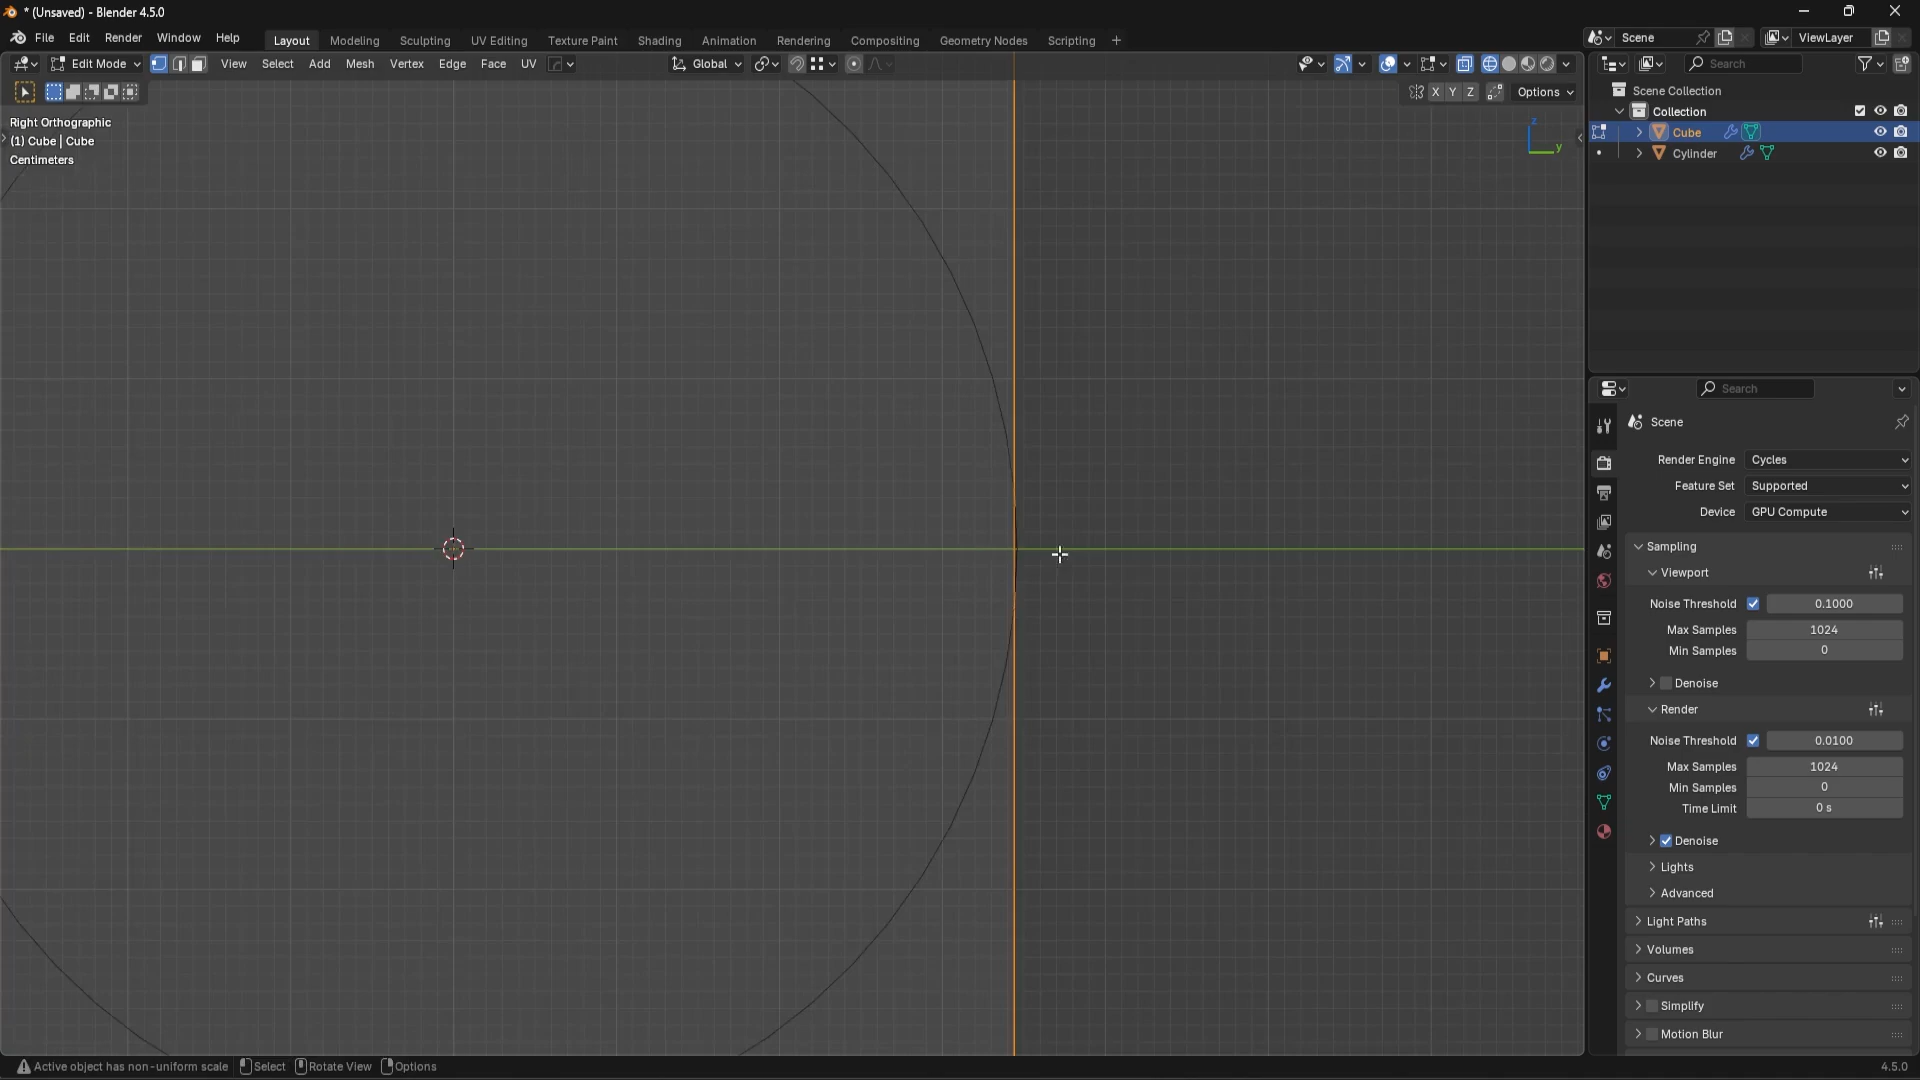 * (Unsaved) - Blender 4.5.0
File Edit Render Window Help Layout Modeling Sculpting UV Editing Texture Paint Shading Animation Rendering Compositing Geometry Nodes Scripting + Scene ViewLayer
Edit Mode View Select Add Mesh Vertex Edge Face UV Global Search
X Y Z Options
Right Orthographic
(1) Cube | Cube
Centimeters
z
y
Scene Collection
Collection
Cube
Cylinder
Search
Scene
Render Engine Cycles
Feature Set Supported
Device GPU Compute
Sampling
Viewport
Noise Threshold 0.1000
Max Samples 1024
Min Samples 0
Denoise
Render
Noise Threshold 0.0100
Max Samples 1024
Min Samples 0
Time Limit 0 s
Denoise
Lights
Advanced
Light Paths
Volumes
Curves
Simplify
Motion Blur
Active object has non-uniform scale Select Rotate View Options 4.5.0